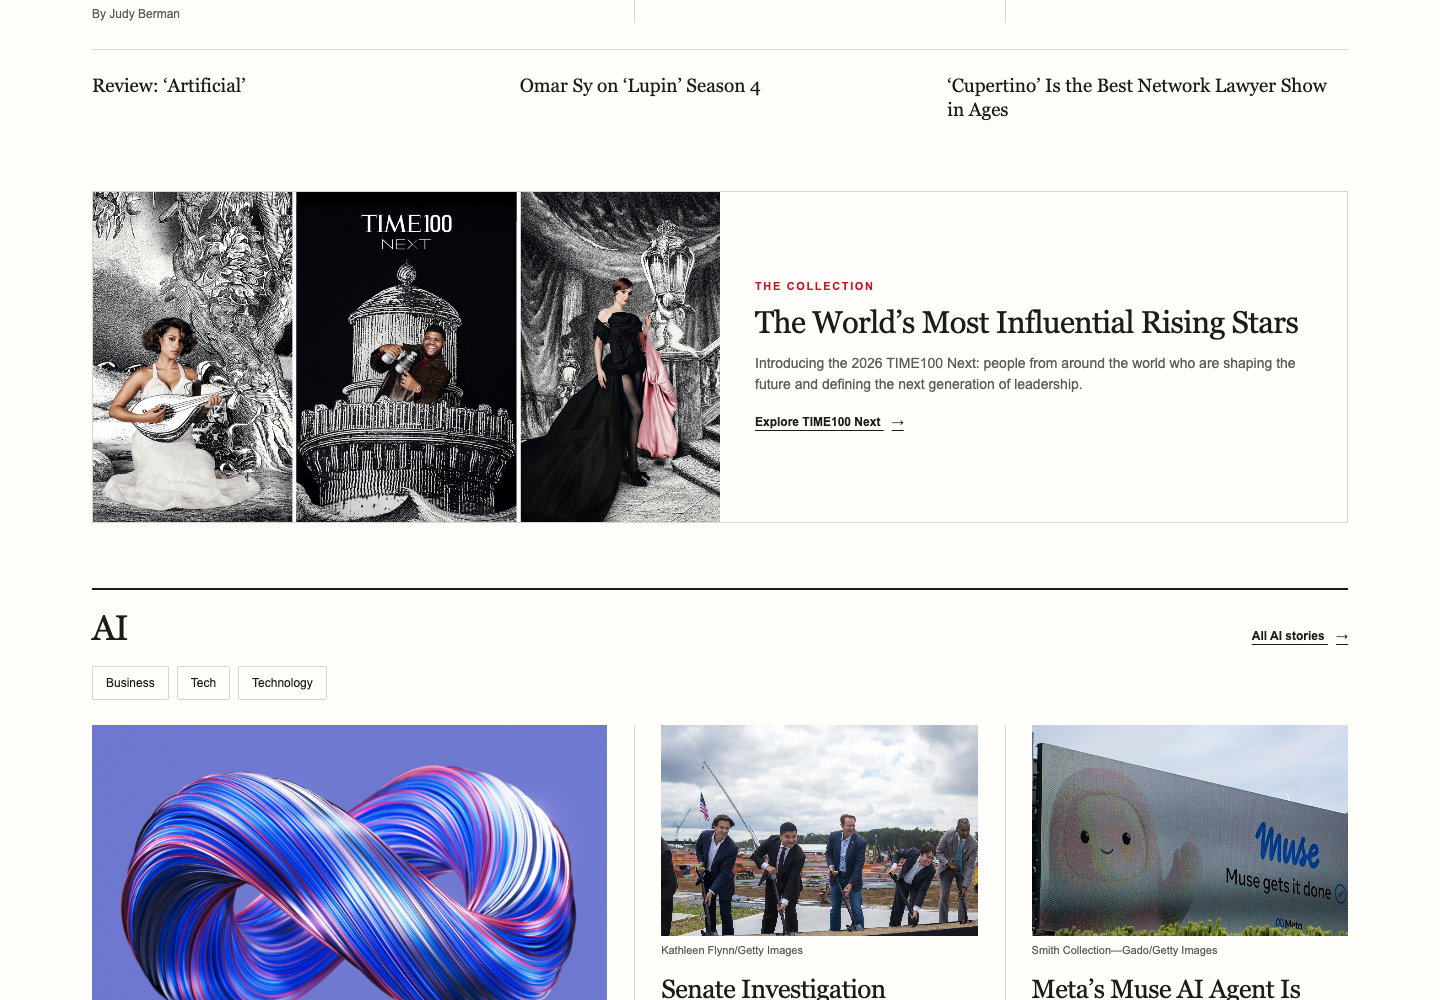 By Judy Berman
Review: ‘Artificial’
Omar Sy on ‘Lupin’ Season 4
‘Cupertino’ Is the Best Network Lawyer Show
in Ages
TIME100
NEXT
THE COLLECTION
The World’s Most Influential Rising Stars
Introducing the 2026 TIME100 Next: people from around the world who are shaping the
future and defining the next generation of leadership.
Explore TIME100 Next →
AI
All AI stories →
Business
Tech
Technology
Muse
Muse gets it done
Meta
Kathleen Flynn/Getty Images
Smith Collection—Gado/Getty Images
Senate Investigation
Meta’s Muse AI Agent Is